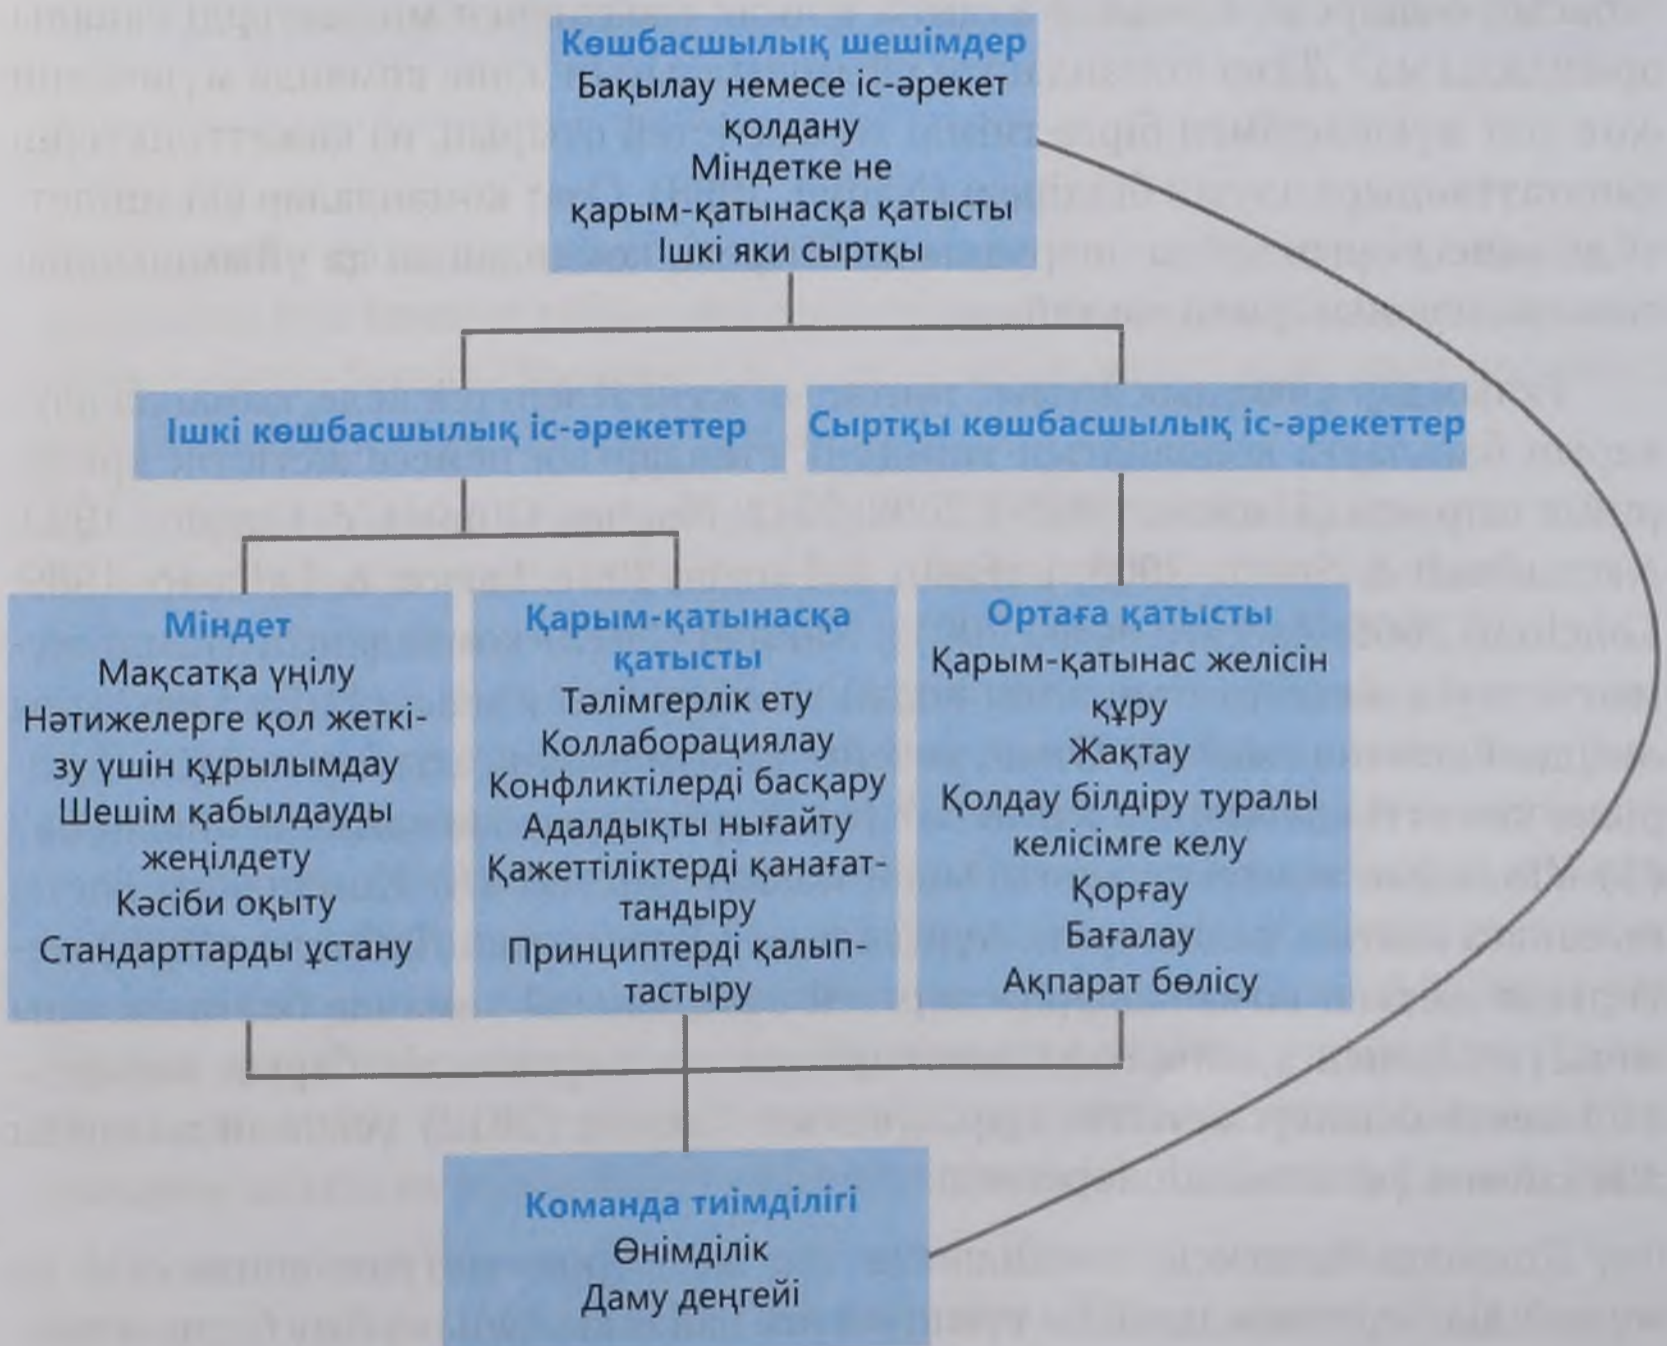 Көшбасшылық шешімдер
Бақылау немесе іс-әрекет
қолдану
Міндетке не
қарым-қатынасқа қатысты
Ішкі яки сыртқы
Ішкі көшбасшылық іс-әрекеттер
Сыртқы көшбасшылық іс-әрекеттер
Міндет
Мақсатқа үңілу
Нәтижелерге қол жеткі-
зу үшін құрылымдау
Шешім қабылдауды
жеңілдету
Кәсіби оқыту
Стандарттарды ұстану
Қарым-қатынасқа
қатысты
Тәлімгерлік ету
Коллаборациялау
Конфликтілерді басқару
Адалдықты нығайту
Қажеттіліктерді қанағат-
тандыру
Принциптерді қалып-
тастыру
Ортаға қатысты
Қарым-қатынас желісін
құру
Жақтау
Қолдау білдіру туралы
келісімге келу
Қорғау
Бағалау
Ақпарат бөлісу
Команда тиімділігі
Өнімділік
Даму деңгейі